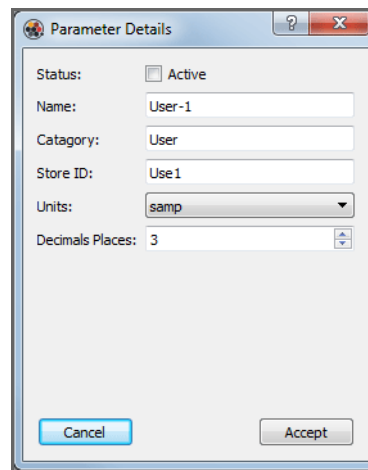 Parameter Details
Status: Active
Name: User-1
Catagory: User
Store ID: Use1
Units: samp
Decimals Places: 3
Cancel Accept